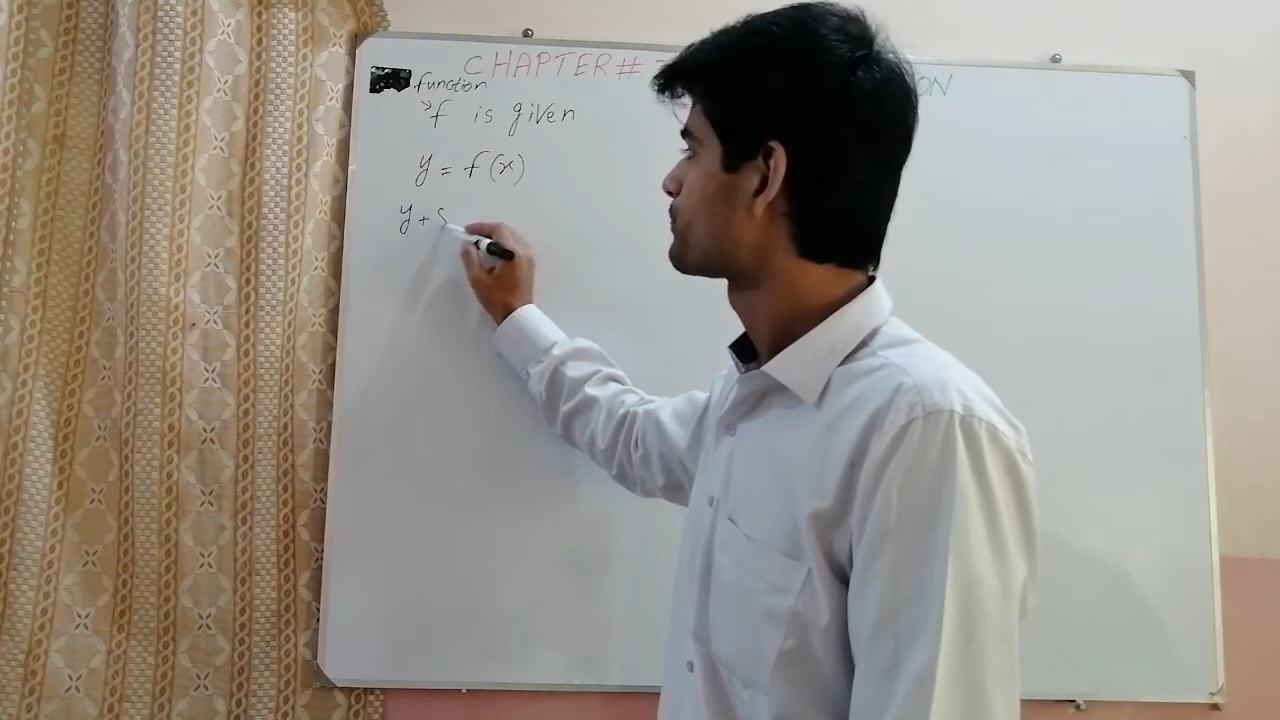 CHAPTER#
function
f is given
y = f(x)
y +